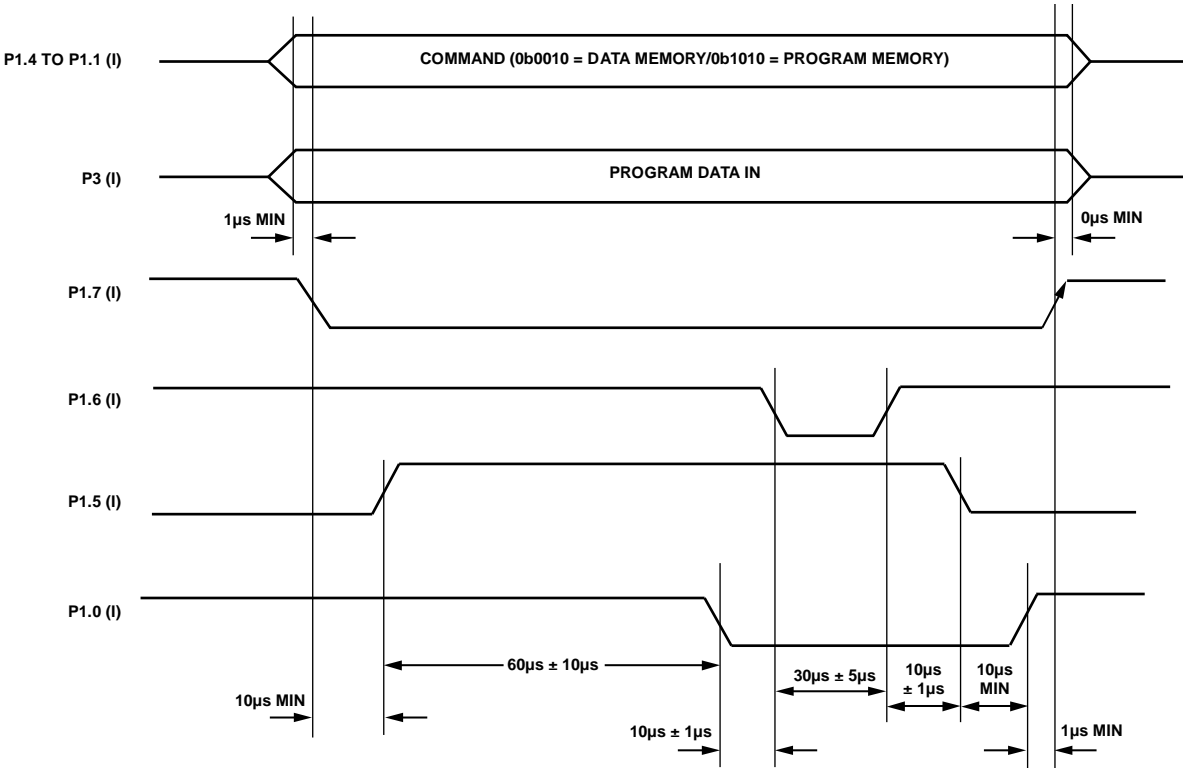 P1.4 TO P1.1 (I)
COMMAND (0b0010 = DATA MEMORY/0b1010 = PROGRAM MEMORY)
P3 (I)
PROGRAM DATA IN
1µs MIN
0µs MIN
P1.7 (I)
P1.6 (I)
P1.5 (I)
P1.0 (I)
60µs ± 10µs
30µs ± 5µs
10µs
± 1µs
10µs
MIN
10µs MIN
10µs ± 1µs
1µs MIN